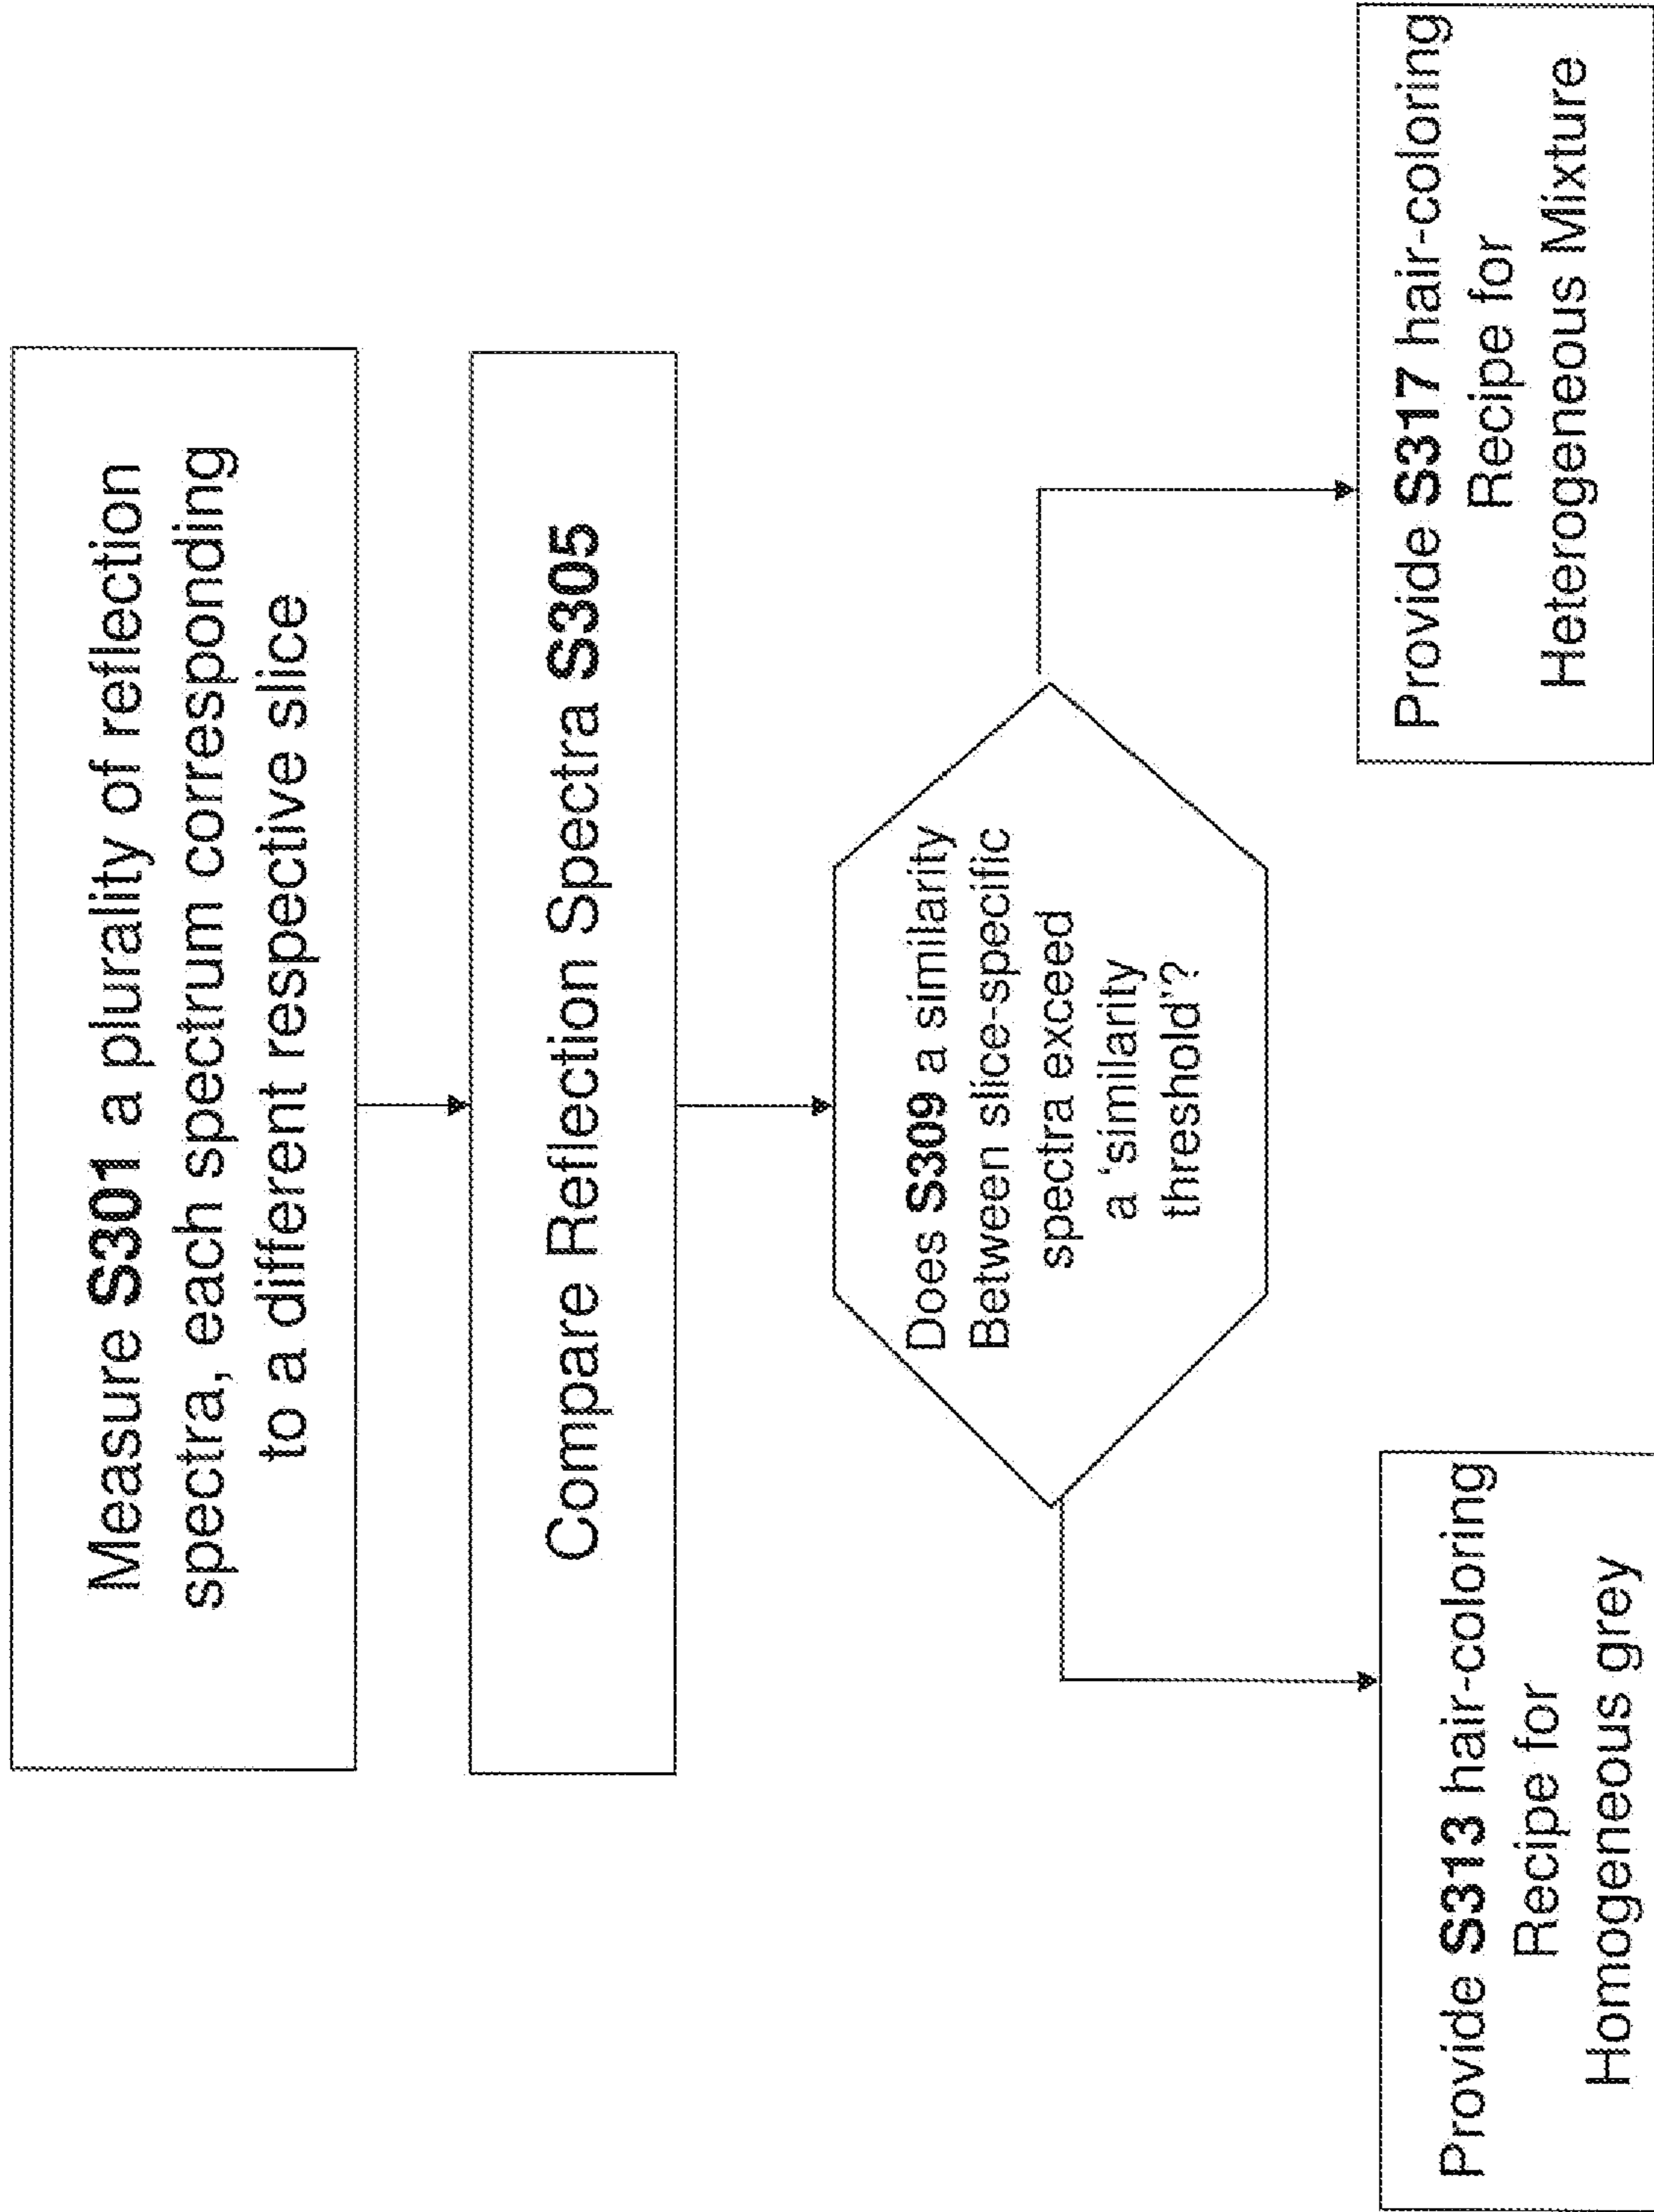 Measure S301 a plurality of reflection
spectra, each spectrum corresponding
to a different respective slice
Compare Reflection Spectra S305
Does S309 a similarity
Between slice-specific
spectra exceed
a 'similarity
threshold'?
Provide S313 hair-coloring
Recipe for
Homogeneous grey
Provide S317 hair-coloring
Recipe for
Heterogeneous Mixture